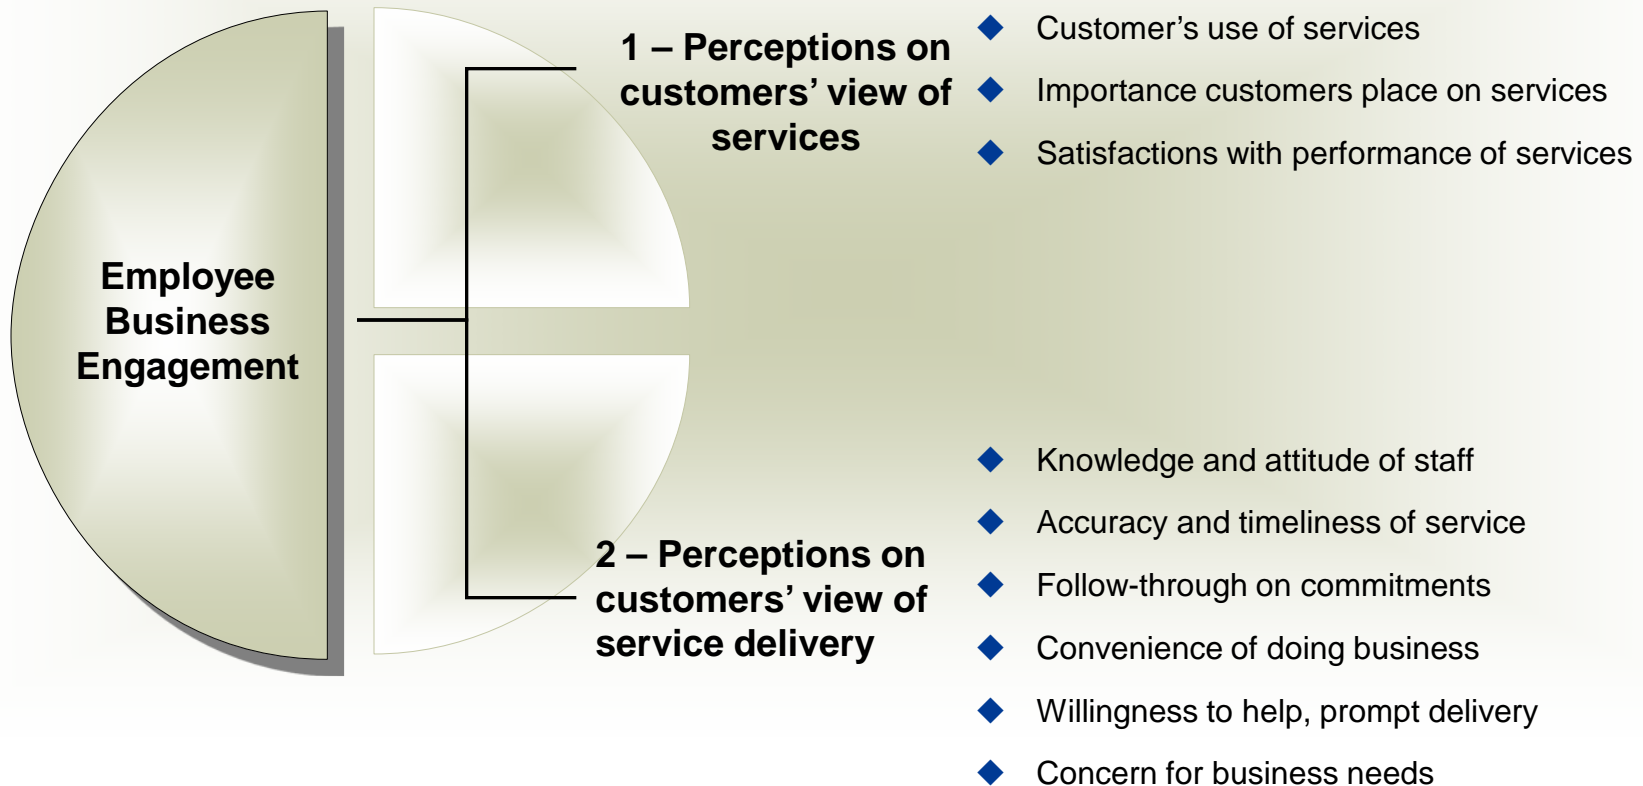 Employee
Business
Engagement
1 – Perceptions on
customers’ view of
services
Customer’s use of services
Importance customers place on services
Satisfactions with performance of services
2 – Perceptions on
customers’ view of
service delivery
Knowledge and attitude of staff
Accuracy and timeliness of service
Follow-through on commitments
Convenience of doing business
Willingness to help, prompt delivery
Concern for business needs